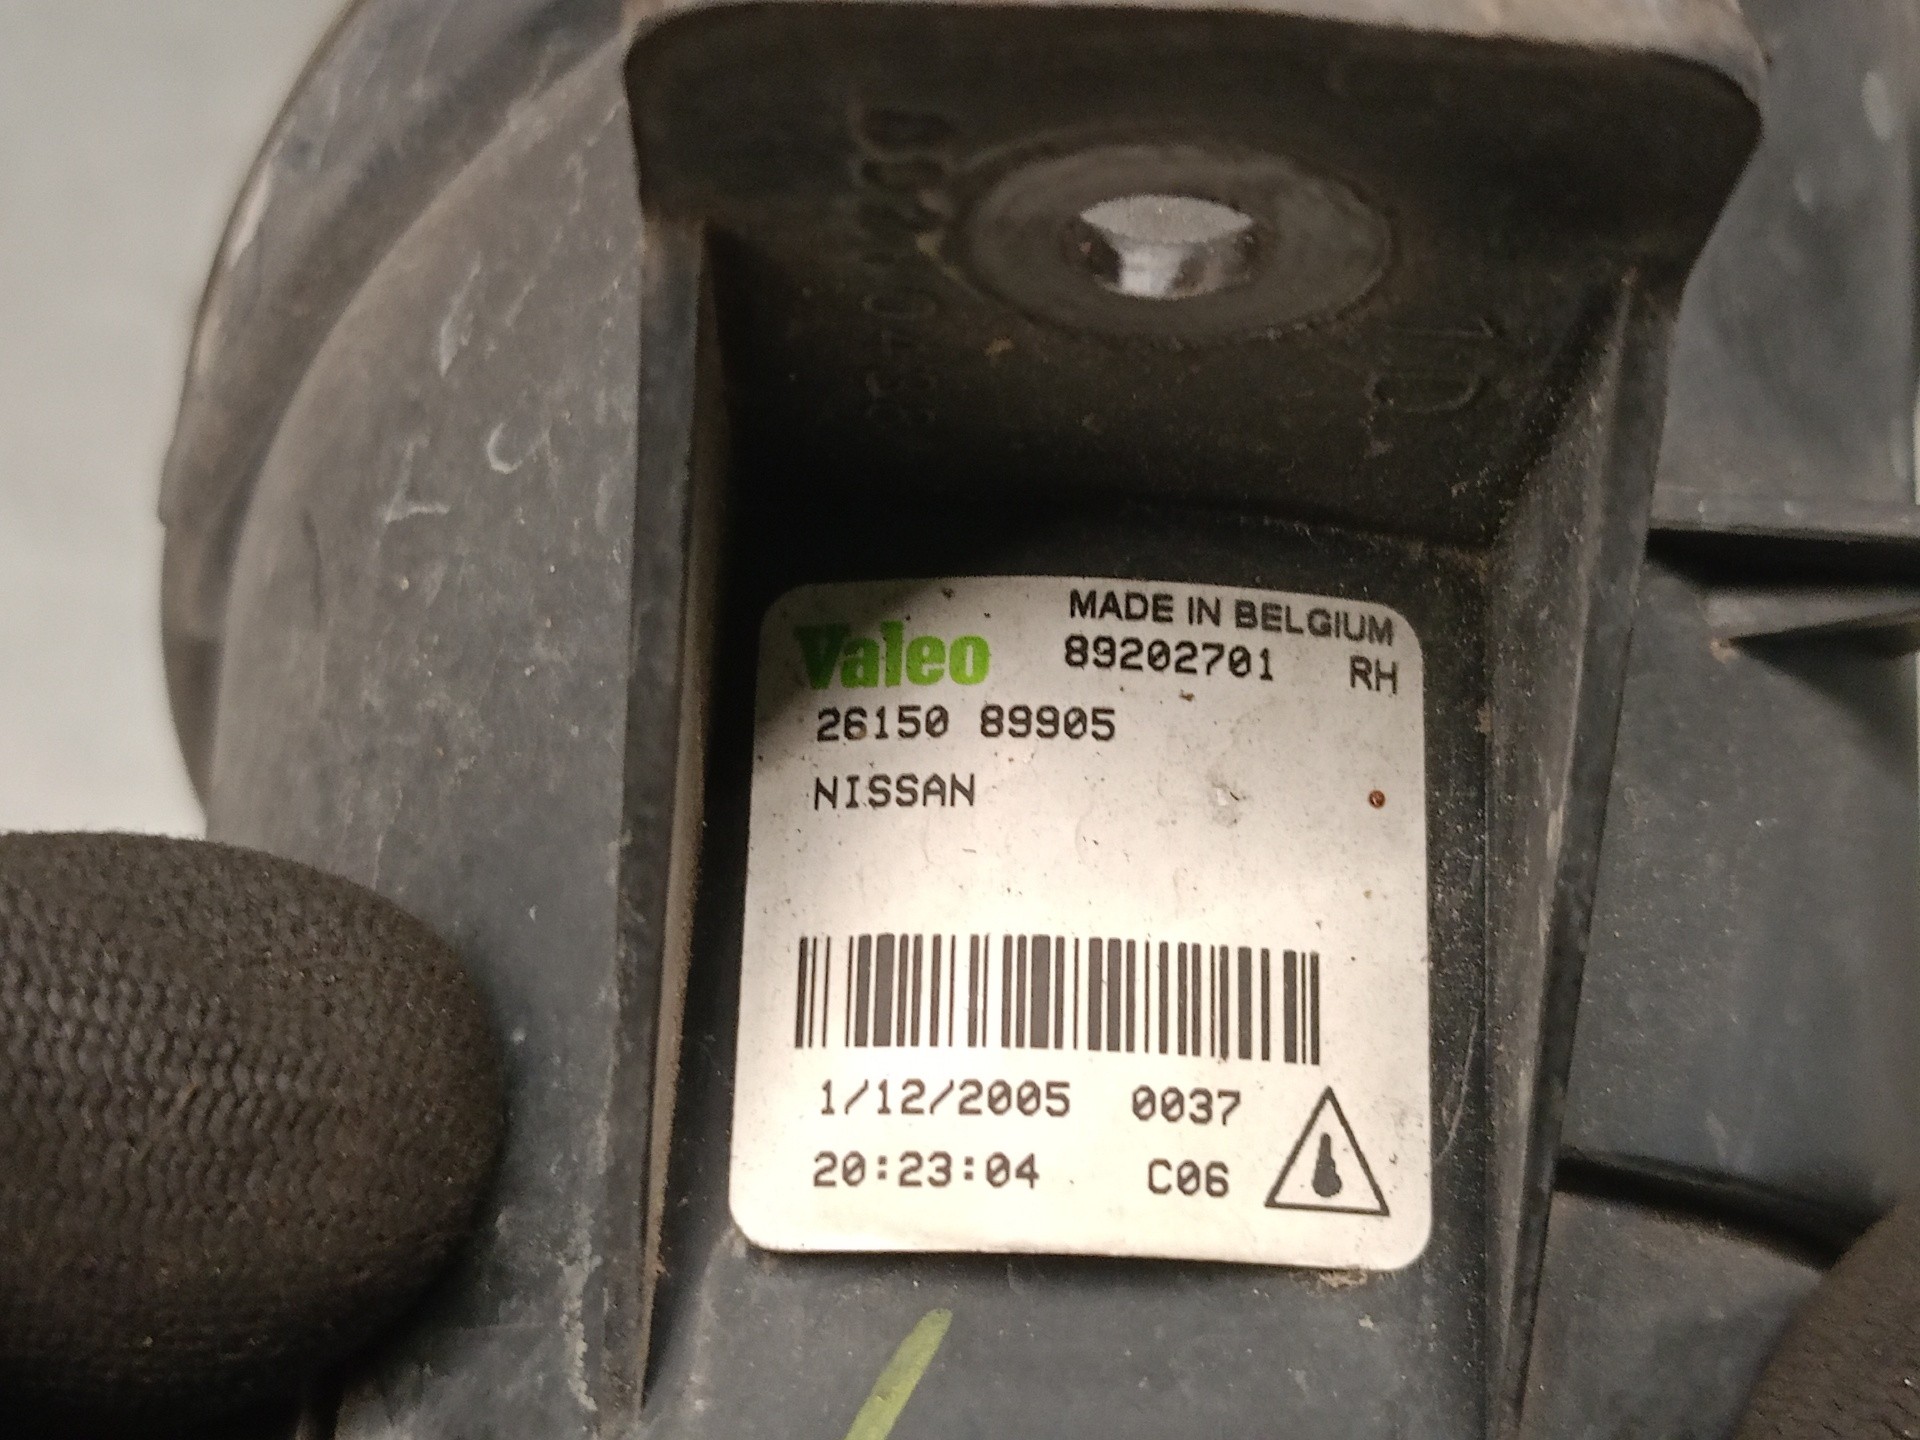 Valeo MADE IN BELGIUM
89202701 RH
26150 89905
NISSAN
1/12/2005 0037
20:23:04 C06